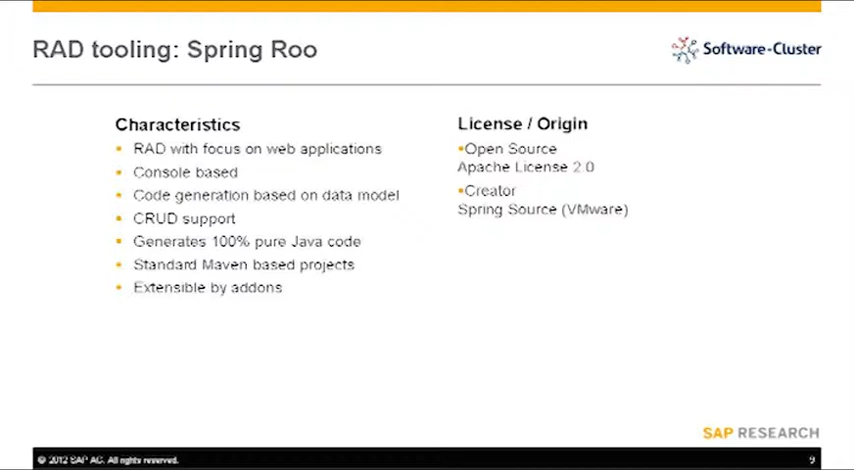 RAD tooling: Spring Roo
Software-Cluster
Characteristics
RAD with focus on web applications
Console based
Code generation based on data model
CRUD support
Generates 100% pure Java code
Standard Maven based projects
Extensible by addons
License / Origin
Open Source
Apache License 2.0
Creator
Spring Source (VMware)
SAP RESEARCH
© 2012 SAP AG. All rights reserved.
9